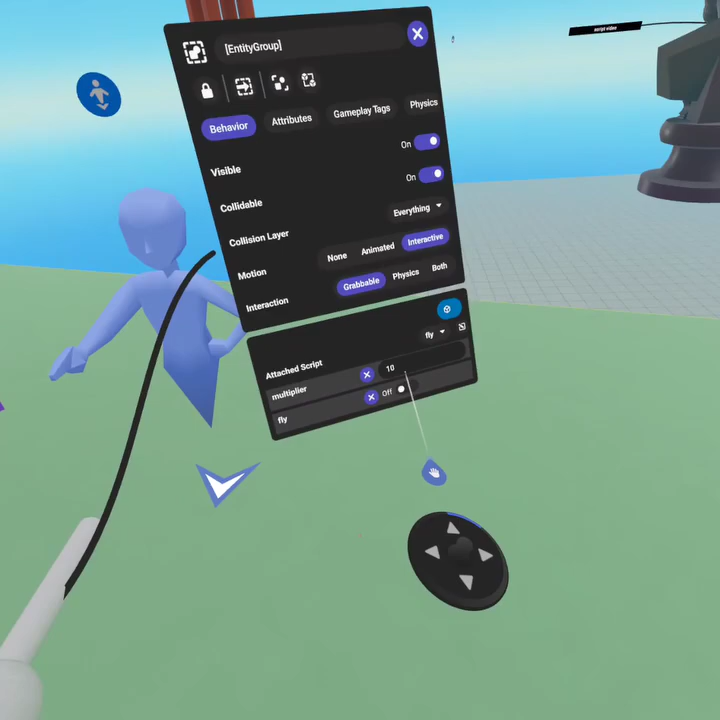 script video
[EntityGroup]
Behavior Attributes Gameplay Tags Physics
Visible On
Collidable On
Collision Layer Everything
Motion None Animated Interactive
Interaction Grabbable Physics Both
Attached Script fly
multiplier 10
fly Off